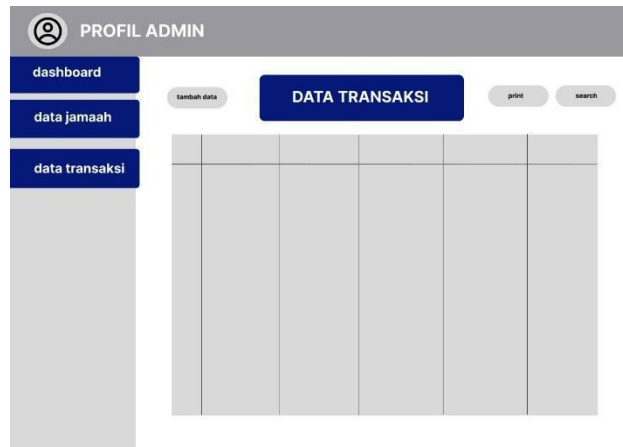 PROFIL ADMIN
dashboard
data jamaah
data transaksi
tambah data
DATA TRANSAKSI
print
search